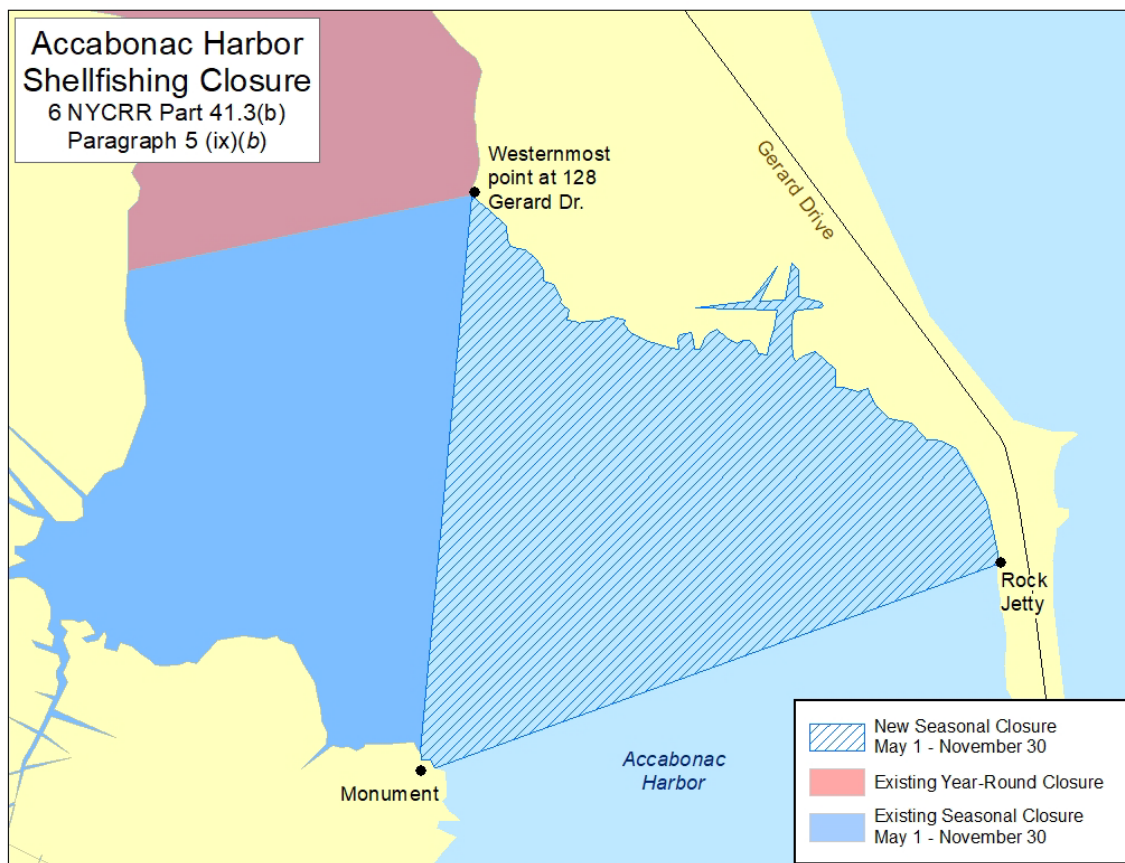 Accabonac Harbor
Shellfishing Closure
6 NYCRR Part 41.3(b)
Paragraph 5 (ix)(b)
Westernmost
point at 128
Gerard Dr.
Gerard Drive
Rock
Jetty
Monument
Accabonac
Harbor
New Seasonal Closure
May 1 - November 30
Existing Year-Round Closure
Existing Seasonal Closure
May 1 - November 30